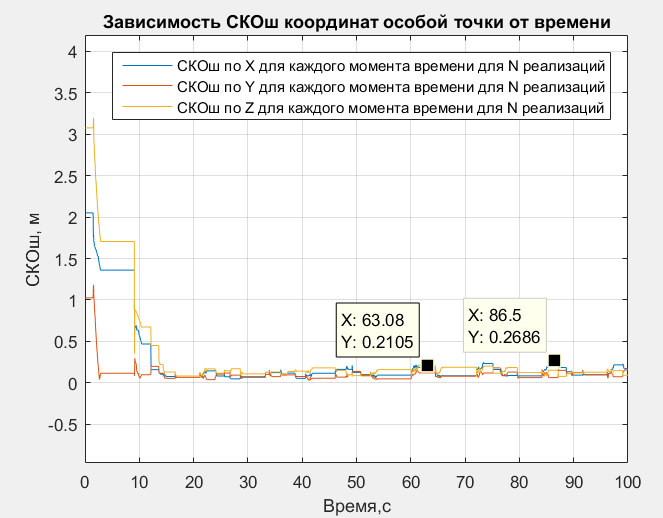 Зависимость СКОш координат особой точки от времени
СКОш по X для каждого момента времени для N реализаций
СКОш по Y для каждого момента времени для N реализаций
СКОш по Z для каждого момента времени для N реализаций
4
3.5
3
2.5
2
1.5
1
0.5
0
-0.5
СКОш, м
X: 63.08
Y: 0.2105
X: 86.5
Y: 0.2686
0 10 20 30 40 50 60 70 80 90 100
Время,с